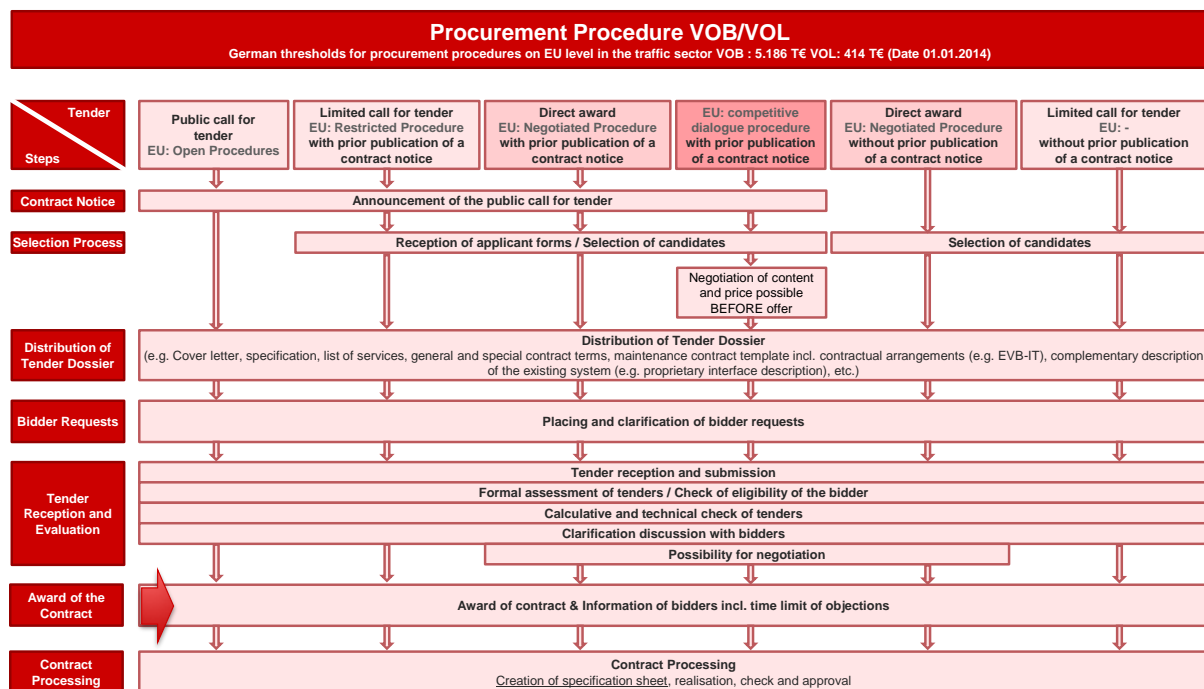 Procurement Procedure VOB/VOL
German thresholds for procurement procedures on EU level in the traffic sector VOB : 5.186 T€ VOL: 414 T€ (Date 01.01.2014)
Tender
Steps
Public call for
tender
EU: Open Procedures
Limited call for tender
EU: Restricted Procedure
with prior publication of
a contract notice
Direct award
EU: Negotiated Procedure
with prior publication of a
contract notice
EU: competitive
dialogue procedure
with prior publication
of a contract notice
Direct award
EU: Negotiated Procedure
without prior publication
of a contract notice
Limited call for tender
EU: -
without prior publication
of a contract notice
Contract Notice
Announcement of the public call for tender
Selection Process
Reception of applicant forms / Selection of candidates
Selection of candidates
Negotiation of content
and price possible
BEFORE offer
Distribution of
Tender Dossier
Distribution of Tender Dossier
(e.g. Cover letter, specification, list of services, general and special contract terms, maintenance contract template incl. contractual arrangements (e.g. EVB-IT), complementary description
of the existing system (e.g. proprietary interface description), etc.)
Bidder Requests
Placing and clarification of bidder requests
Tender
Reception and
Evaluation
Tender reception and submission
Formal assessment of tenders / Check of eligibility of the bidder
Calculative and technical check of tenders
Clarification discussion with bidders
Possibility for negotiation
Award of the
Contract
Award of contract & Information of bidders incl. time limit of objections
Contract
Processing
Contract Processing
Creation of specification sheet, realisation, check and approval